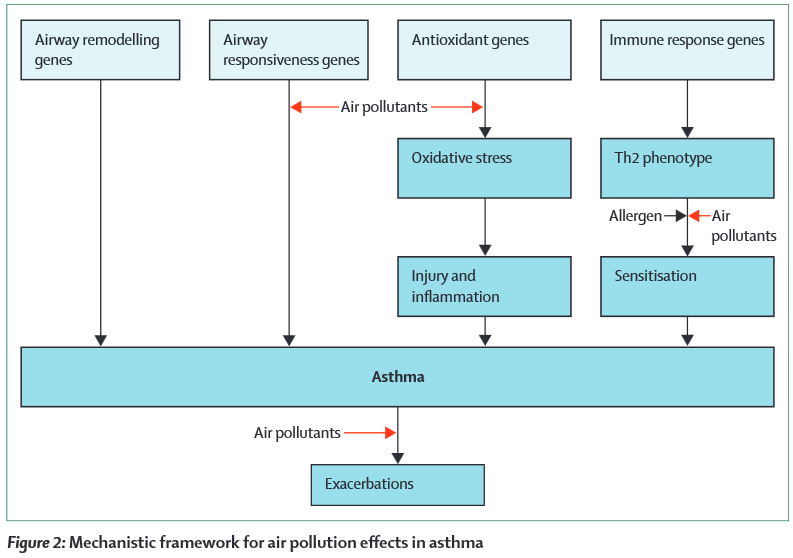 Airway remodelling
genes
Airway
responsiveness genes
Antioxidant genes
Immune response genes
Air pollutants
Oxidative stress
Th2 phenotype
Allergen
Air
pollutants
Injury and
inflammation
Sensitisation
Asthma
Air pollutants
Exacerbations
Figure 2: Mechanistic framework for air pollution effects in asthma